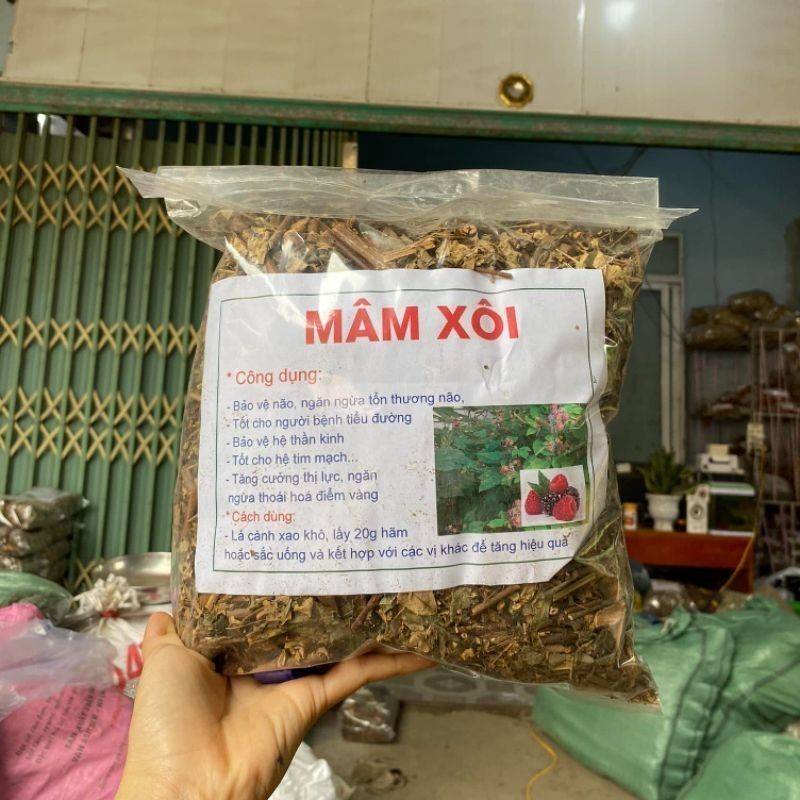 MÂM XÔI
* Công dụng:
- Bảo vệ não, ngăn ngừa tổn thương não,
- Tốt cho người bệnh tiểu đường
- Bảo vệ hệ thần kinh
- Tốt cho hệ tim mạch...
- Tăng cường thị lực, ngăn
ngừa thoái hoá điểm vàng
* Cách dùng:
- Lá cành xao khô, lấy 20g hãm
hoặc sắc uống và kết hợp với các vị khác để tăng hiệu quả